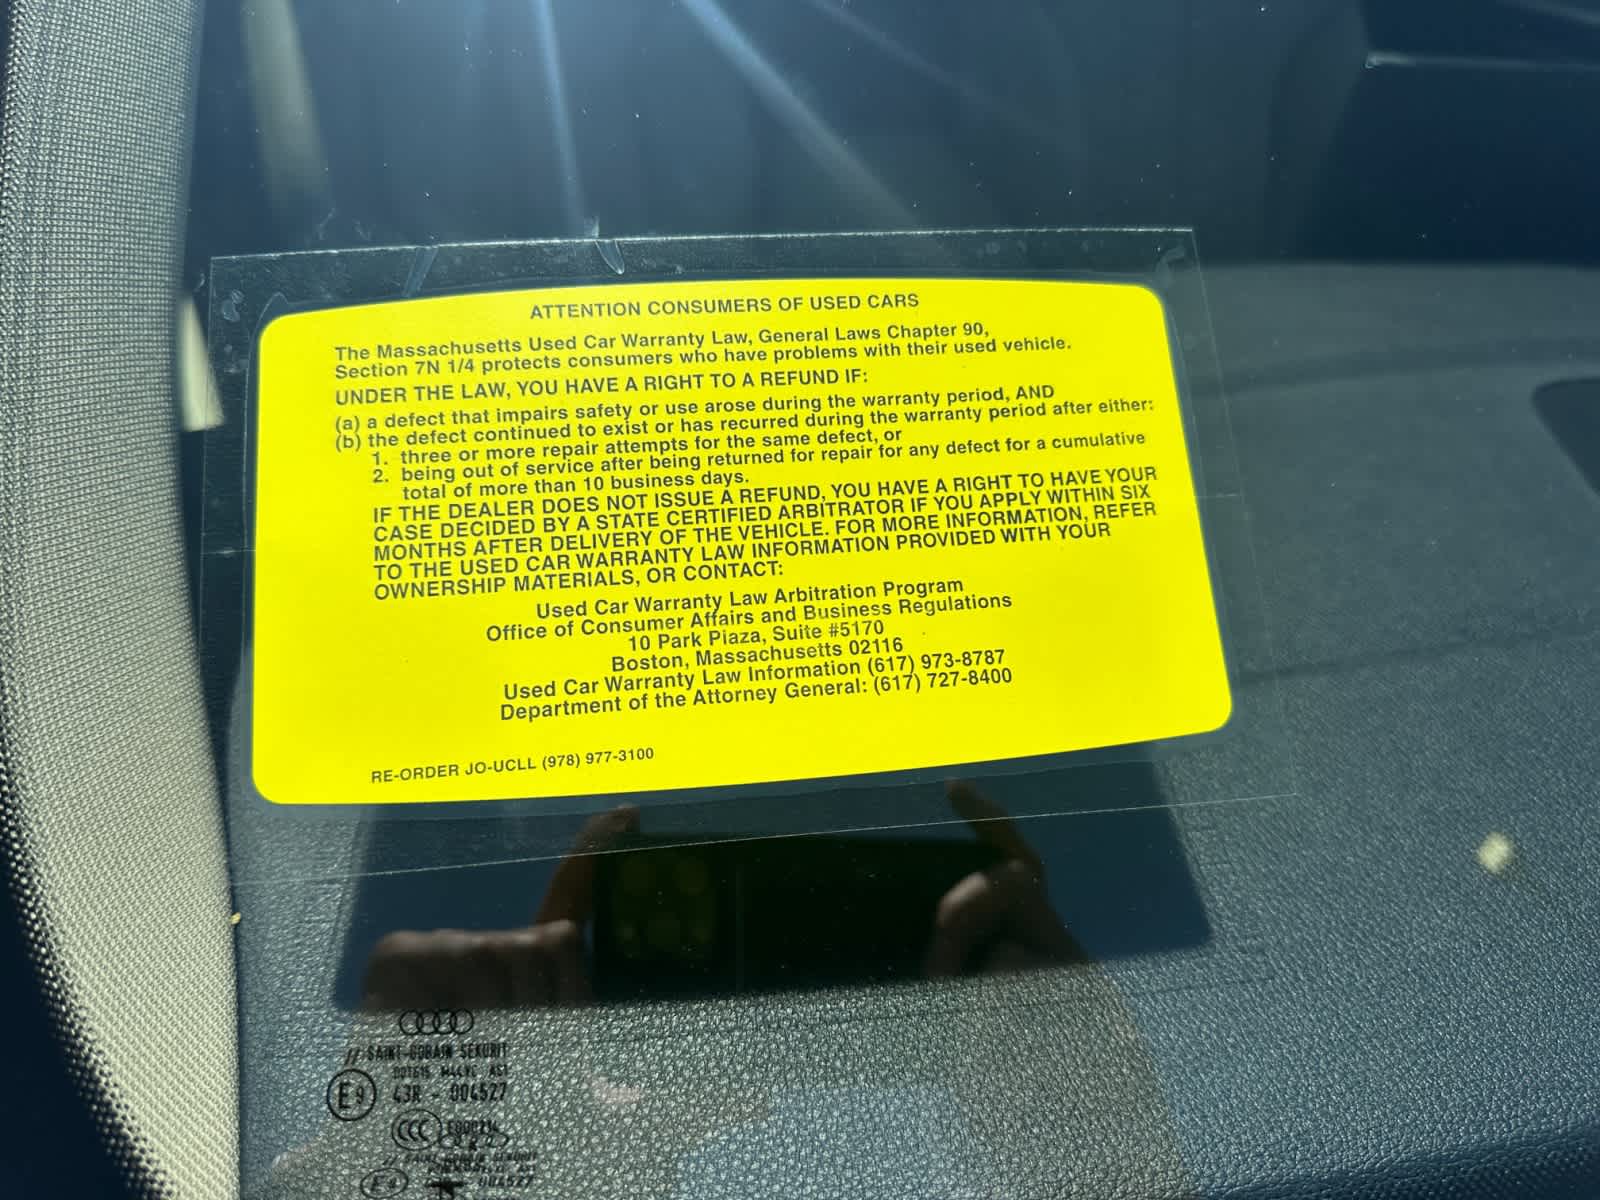 ATTENTION CONSUMERS OF USED CARS
The Massachusetts Used Car Warranty Law, General Laws Chapter 90,
Section 7N 1/4 protects consumers who have problems with their used vehicle.
UNDER THE LAW, YOU HAVE A RIGHT TO A REFUND IF:
(a) a defect that impairs safety or use arose during the warranty period, AND
(b) the defect continued to exist or has recurred during the warranty period after either:
1. three or more repair attempts for the same defect, or
2. being out of service after being returned for repair for any defect for a cumulative
total of more than 10 business days.
IF THE DEALER DOES NOT ISSUE A REFUND, YOU HAVE A RIGHT TO HAVE YOUR
CASE DECIDED BY A STATE CERTIFIED ARBITRATOR IF YOU APPLY WITHIN SIX
MONTHS AFTER DELIVERY OF THE VEHICLE. FOR MORE INFORMATION, REFER
TO THE USED CAR WARRANTY LAW INFORMATION PROVIDED WITH YOUR
OWNERSHIP MATERIALS, OR CONTACT:
Used Car Warranty Law Arbitration Program
Office of Consumer Affairs and Business Regulations
10 Park Plaza, Suite #5170
Boston, Massachusetts 02116
Used Car Warranty Law Information (617) 973-8787
Department of the Attorney General: (617) 727-8400
RE-ORDER JO-UCLL (978) 977-3100
SAINT-GOBAIN SEKURIT
E9 43R - 004527
CCC